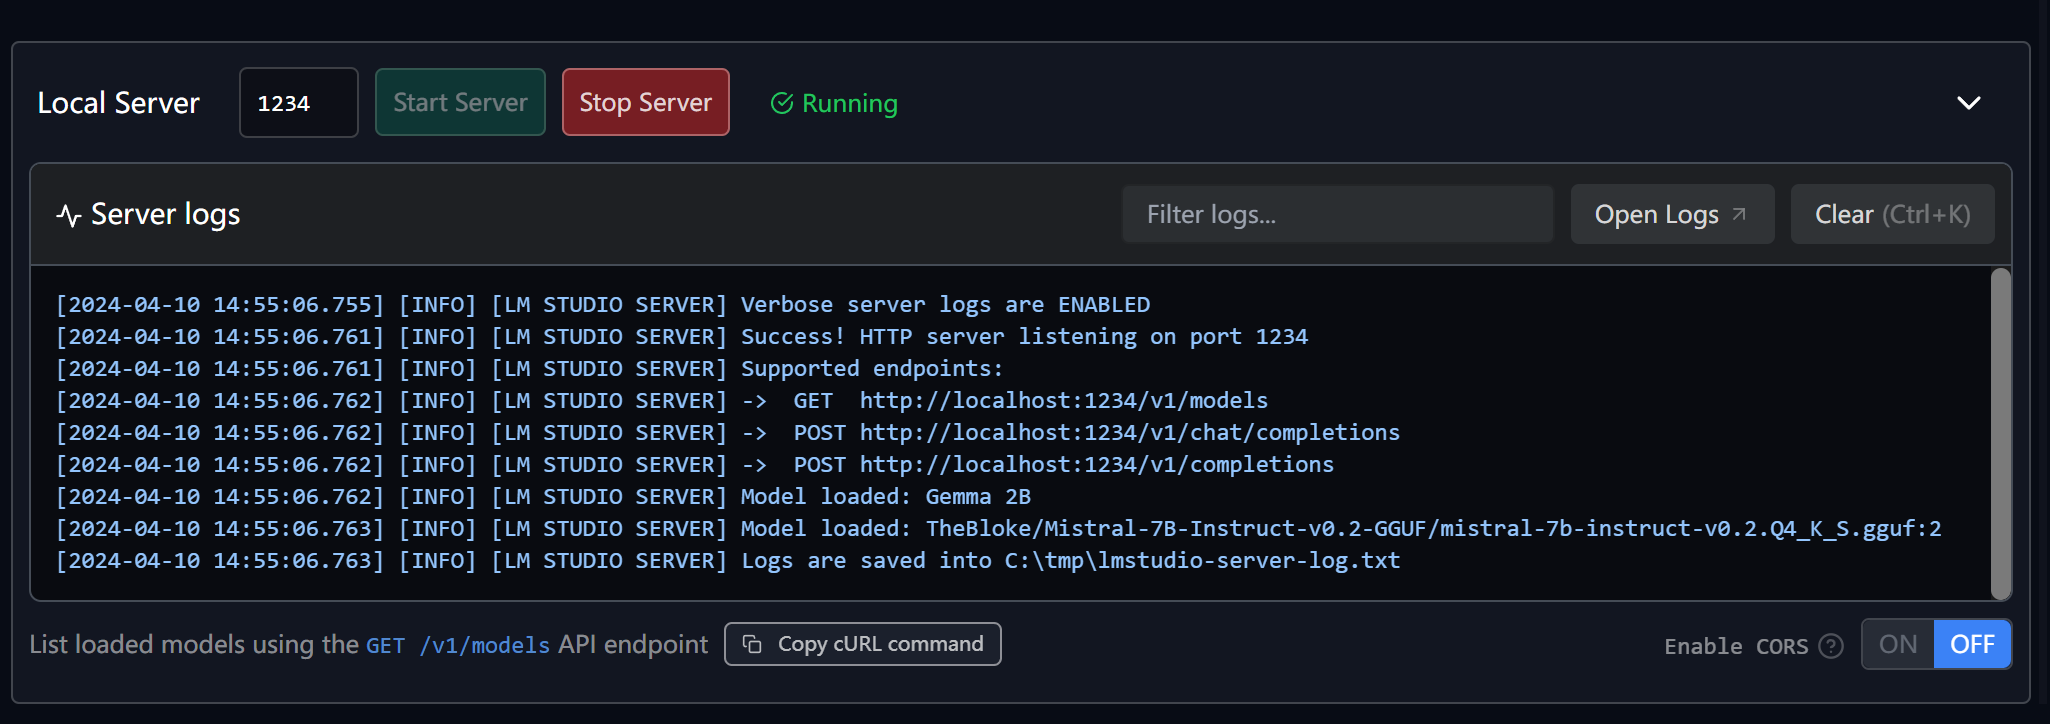 Local Server 1234 Start Server Stop Server Running
Server logs Filter logs... Open Logs Clear (Ctrl+K)
[2024-04-10 14:55:06.755] [INFO] [LM STUDIO SERVER] Verbose server logs are ENABLED
[2024-04-10 14:55:06.761] [INFO] [LM STUDIO SERVER] Success! HTTP server listening on port 1234
[2024-04-10 14:55:06.761] [INFO] [LM STUDIO SERVER] Supported endpoints:
[2024-04-10 14:55:06.762] [INFO] [LM STUDIO SERVER] ->  GET  http://localhost:1234/v1/models
[2024-04-10 14:55:06.762] [INFO] [LM STUDIO SERVER] ->  POST http://localhost:1234/v1/chat/completions
[2024-04-10 14:55:06.762] [INFO] [LM STUDIO SERVER] ->  POST http://localhost:1234/v1/completions
[2024-04-10 14:55:06.762] [INFO] [LM STUDIO SERVER] Model loaded: Gemma 2B
[2024-04-10 14:55:06.763] [INFO] [LM STUDIO SERVER] Model loaded: TheBloke/Mistral-7B-Instruct-v0.2-GGUF/mistral-7b-instruct-v0.2.Q4_K_S.gguf:2
[2024-04-10 14:55:06.763] [INFO] [LM STUDIO SERVER] Logs are saved into C:\tmp\lmstudio-server-log.txt
List loaded models using the GET /v1/models API endpoint Copy cURL command Enable CORS ? ON OFF